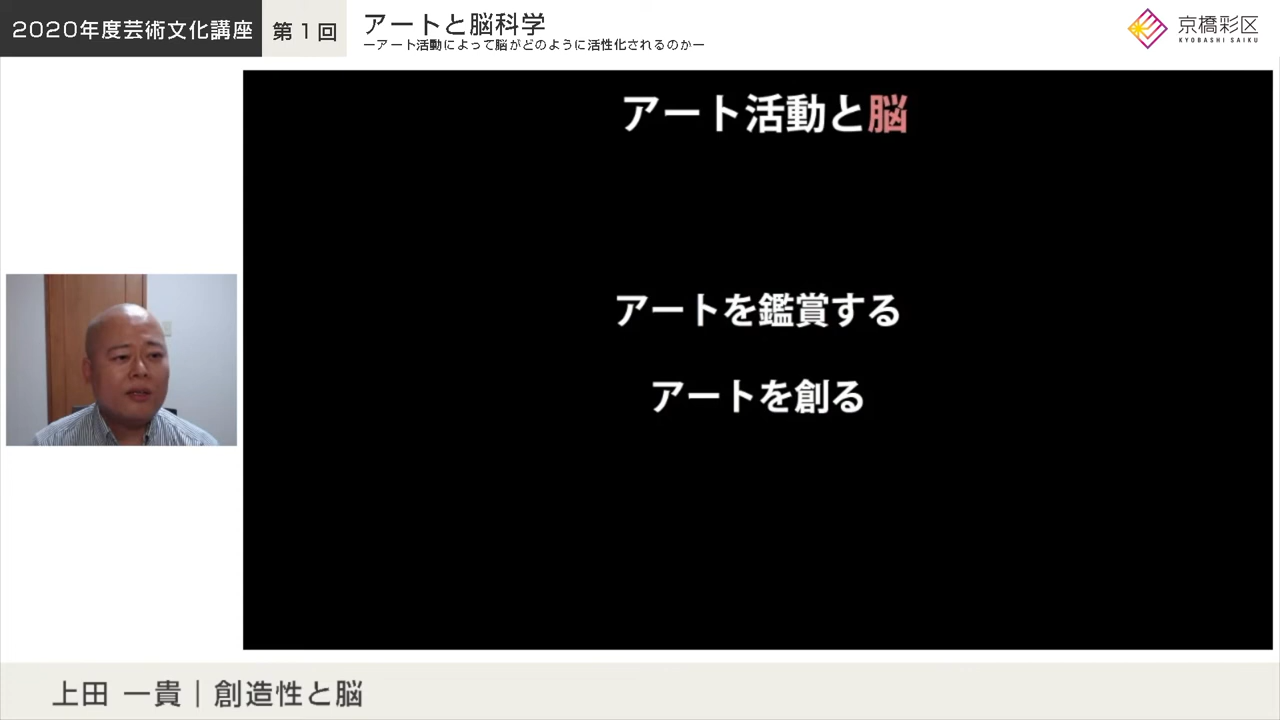 2020年度芸術文化講座
第1回
アートと脳科学
ーアート活動によって脳がどのように活性化されるのかー
京橋彩区
KYOBASHI SAIKU
アート活動と脳
アートを鑑賞する
アートを創る
上田 一貴｜創造性と脳